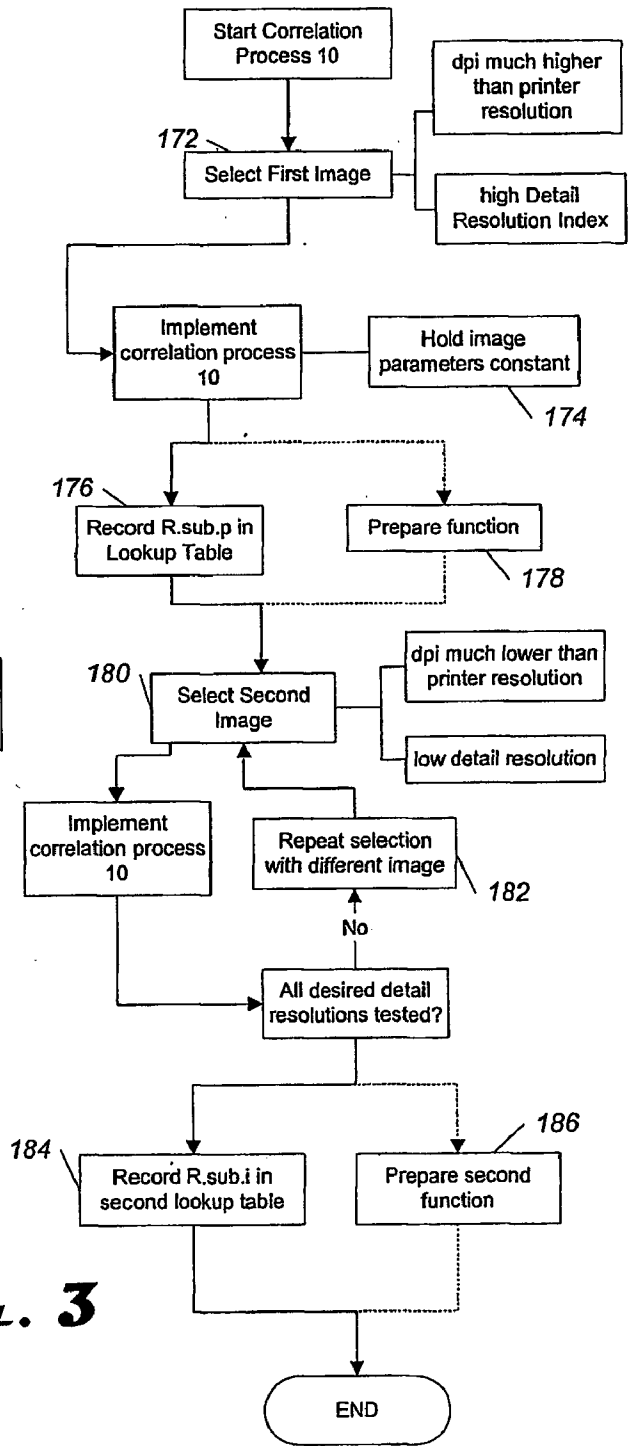 Start Correlation
Process 10
dpi much higher
than printer
resolution
172
Select First Image
high Detail
Resolution Index
Implement
correlation process
10
Hold image
parameters constant
174
176
Record R.sub.p in
Lookup Table
Prepare function
178
180
Select Second
Image
dpi much lower than
printer resolution
low detail resolution
Implement
correlation process
10
Repeat selection
with different image
182
No
All desired detail
resolutions tested?
184
Record R.sub.i in
second lookup table
186
Prepare second
function
. 3
END